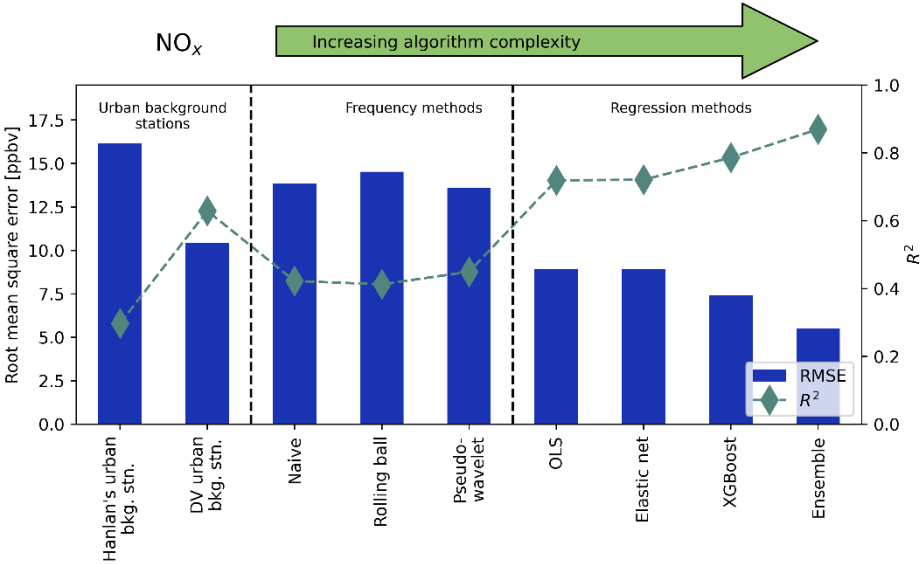 NOx
Increasing algorithm complexity
Urban background
stations
Frequency methods
Regression methods
Root mean square error [ppbv]
17.5
15.0
12.5
10.0
7.5
5.0
2.5
0.0
1.0
0.8
0.6
0.4
0.2
0.0
R²
RMSE
R²
Hanlan's urban
bkg. stn.
DV urban
bkg. stn.
Naive
Rolling ball
Pseudo-
wavelet
OLS
Elastic net
XGBoost
Ensemble